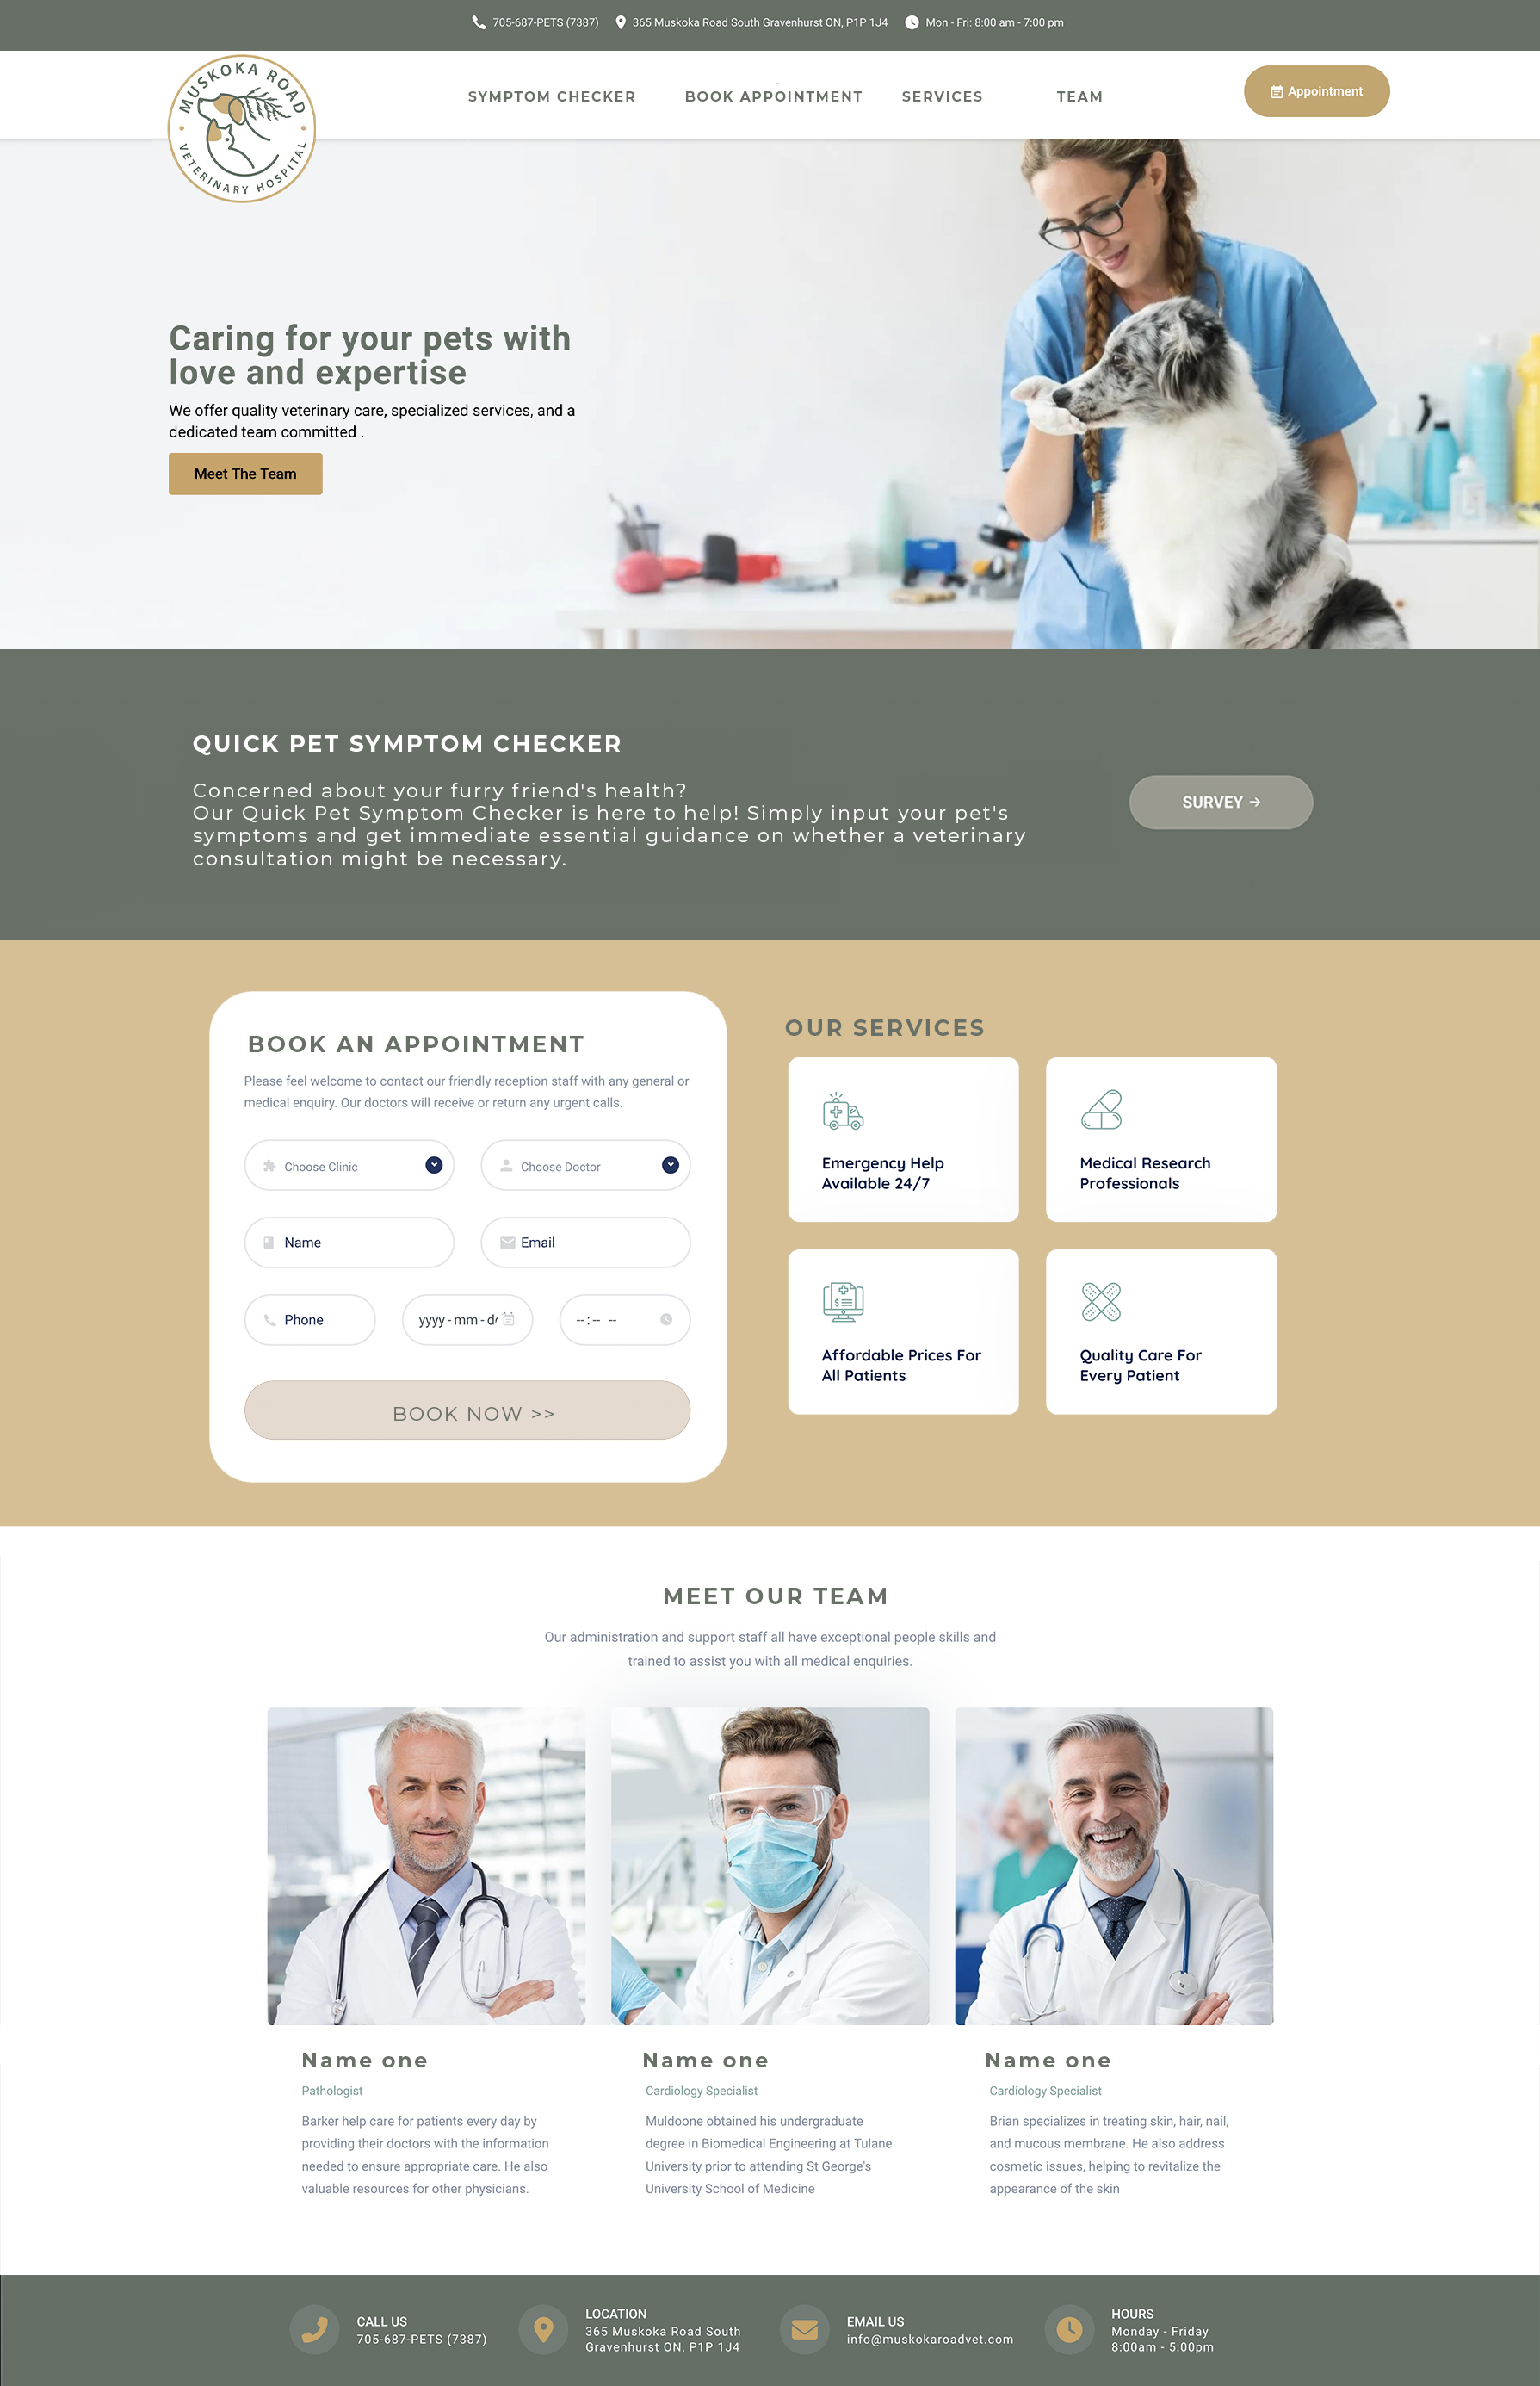 705-687-PETS (7387)
365 Muskoka Road South Gravenhurst ON, P1P 1J4
Mon - Fri: 8:00 am - 7:00 pm
MUSKOKA ROAD
VETERINARY HOSPITAL
SYMPTOM CHECKER
BOOK APPOINTMENT
SERVICES
TEAM
Appointment
Caring for your pets with
love and expertise
We offer quality veterinary care, specialized services, and a
dedicated team committed .
Meet The Team
QUICK PET SYMPTOM CHECKER
Concerned about your furry friend's health?
Our Quick Pet Symptom Checker is here to help! Simply input your pet's
symptoms and get immediate essential guidance on whether a veterinary
consultation might be necessary.
SURVEY →
BOOK AN APPOINTMENT
Please feel welcome to contact our friendly reception staff with any general or
medical enquiry. Our doctors will receive or return any urgent calls.
Choose Clinic
Choose Doctor
Name
Email
Phone
yyyy - mm - d
-- : -- --
BOOK NOW >>
OUR SERVICES
Emergency Help
Available 24/7
Medical Research
Professionals
Affordable Prices For
All Patients
Quality Care For
Every Patient
MEET OUR TEAM
Our administration and support staff all have exceptional people skills and
trained to assist you with all medical enquiries.
Name one
Pathologist
Barker help care for patients every day by
providing their doctors with the information
needed to ensure appropriate care. He also
valuable resources for other physicians.
Name one
Cardiology Specialist
Muldoone obtained his undergraduate
degree in Biomedical Engineering at Tulane
University prior to attending St George's
University School of Medicine
Name one
Cardiology Specialist
Brian specializes in treating skin, hair, nail,
and mucous membrane. He also address
cosmetic issues, helping to revitalize the
appearance of the skin
CALL US
705-687-PETS (7387)
LOCATION
365 Muskoka Road South
Gravenhurst ON, P1P 1J4
EMAIL US
info@muskokaroadvet.com
HOURS
Monday - Friday
8:00am - 5:00pm